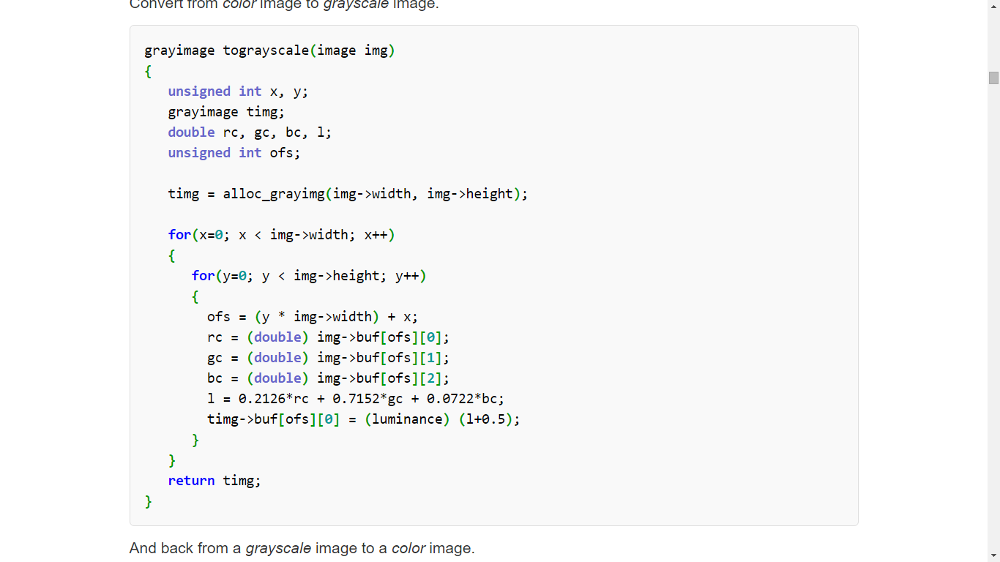 Convert from color image to grayscale image.
grayimage tograyscale(image img)
{
   unsigned int x, y;
   grayimage timg;
   double rc, gc, bc, l;
   unsigned int ofs;

   timg = alloc_grayimg(img->width, img->height);

   for(x=0; x < img->width; x++)
   {
      for(y=0; y < img->height; y++)
      {
        ofs = (y * img->width) + x;
        rc = (double) img->buf[ofs][0];
        gc = (double) img->buf[ofs][1];
        bc = (double) img->buf[ofs][2];
        l = 0.2126*rc + 0.7152*gc + 0.0722*bc;
        timg->buf[ofs][0] = (luminance) (l+0.5);
      }
   }
   return timg;
}
And back from a grayscale image to a color image.